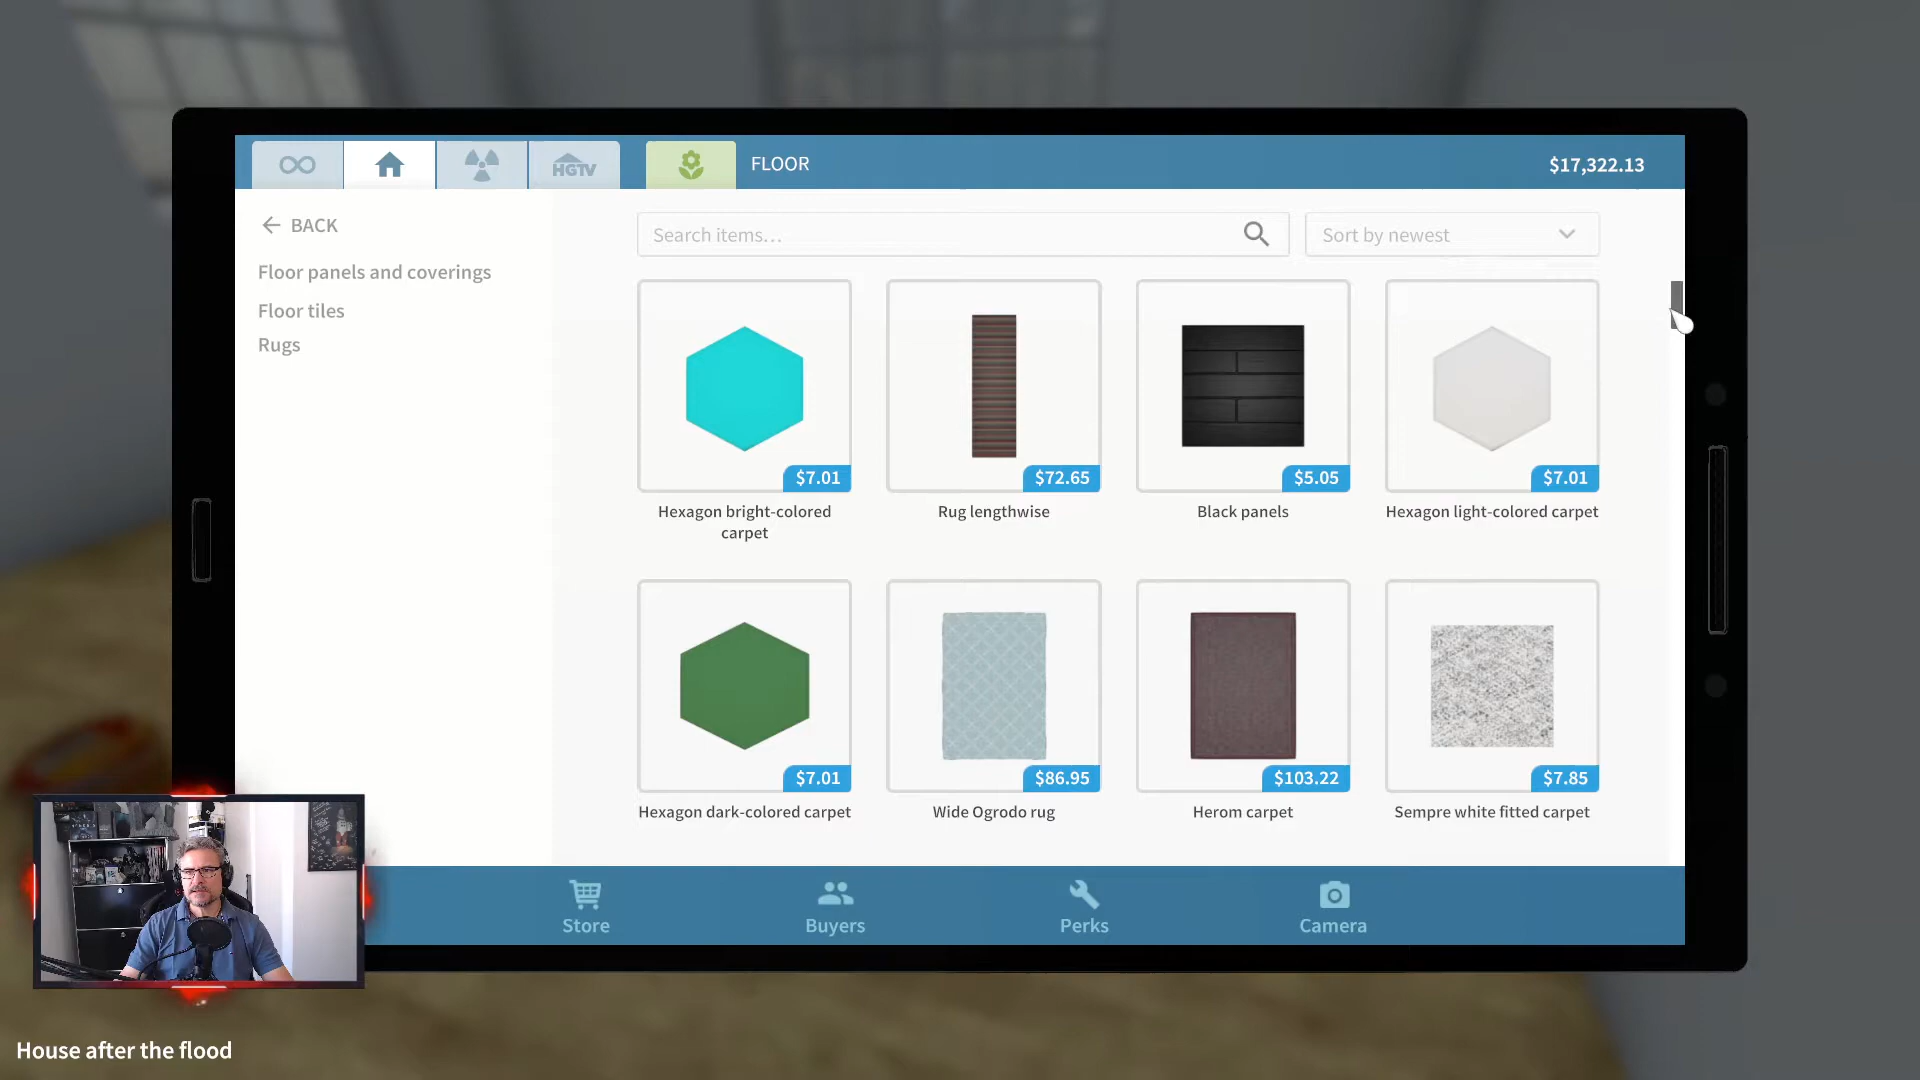 HGTV
FLOOR
$17,322.13
BACK
Search items...
Sort by newest
Floor panels and coverings
Floor tiles
Rugs
$7.01
$72.65
$5.05
$7.01
Hexagon bright-colored
carpet
Rug lengthwise
Black panels
Hexagon light-colored carpet
$7.01
$86.95
$103.22
$7.85
Hexagon dark-colored carpet
Wide Ogrodo rug
Herom carpet
Sempre white fitted carpet
Store
Buyers
Perks
Camera
House after the flood